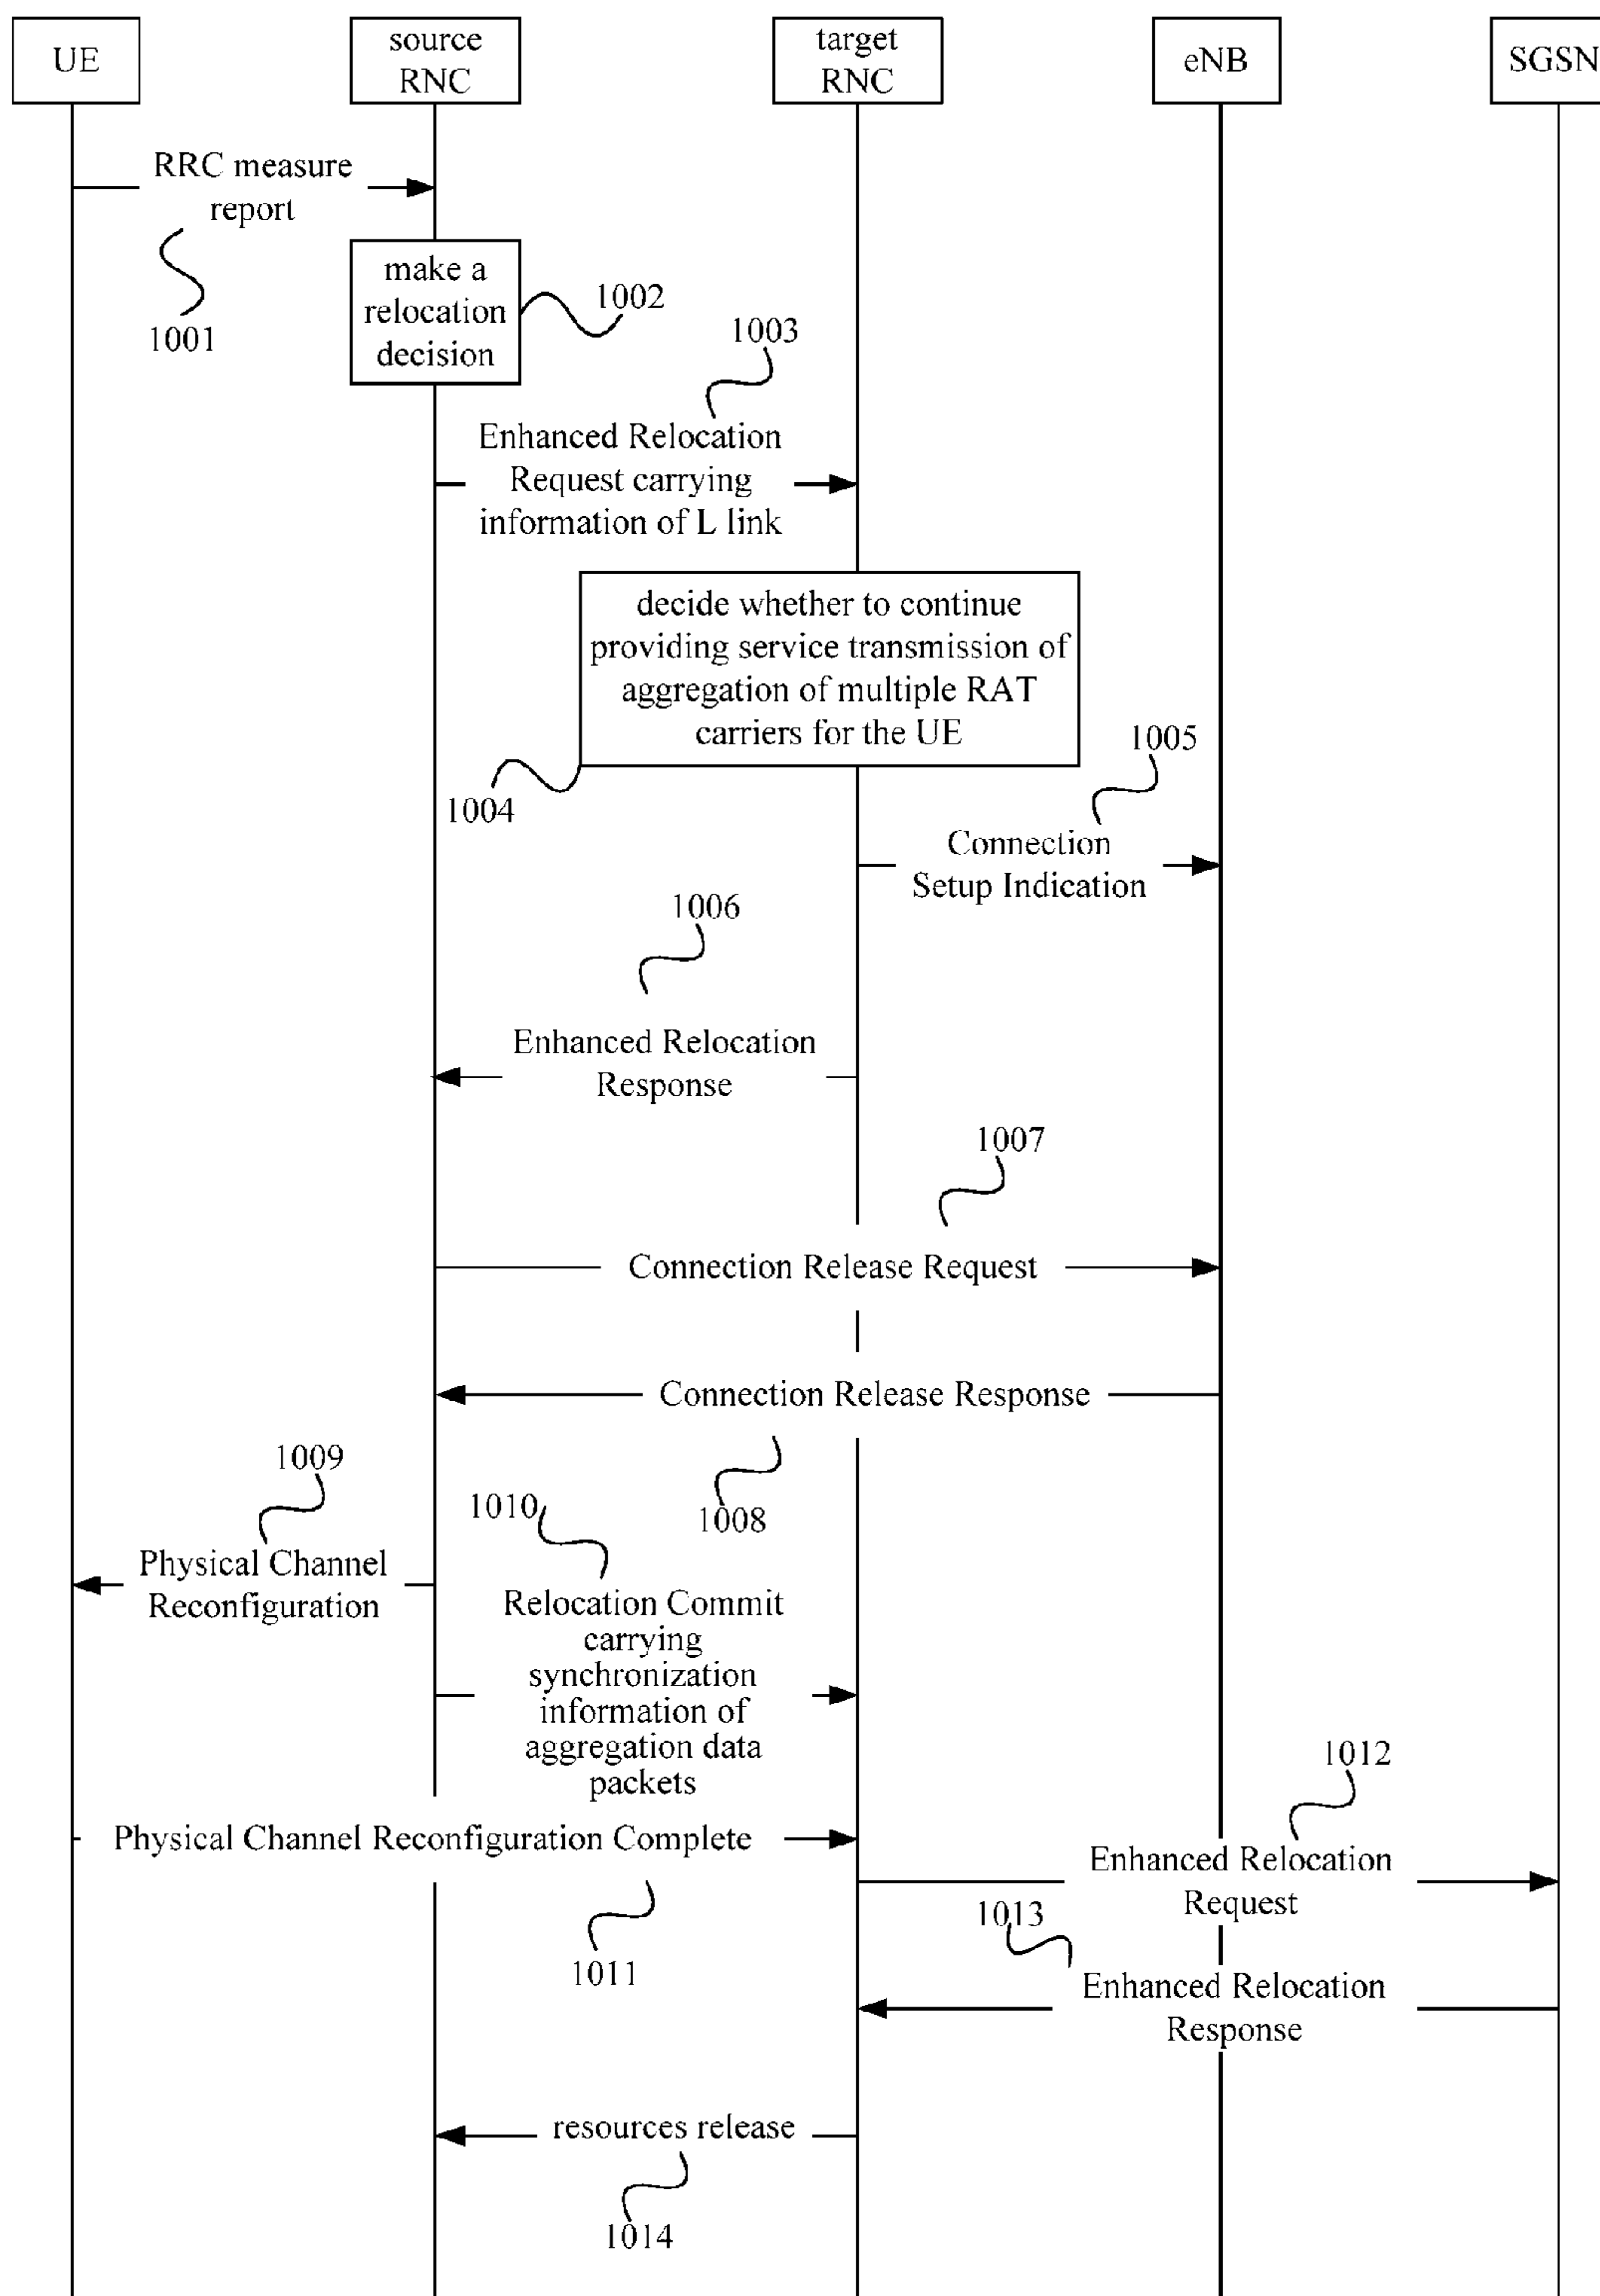 UE
source
RNC
target
RNC
eNB
SGSN
RRC measure
report
1001
make a
relocation
decision
1002
1003
Enhanced Relocation
Request carrying
information of L link
decide whether to continue
providing service transmission of
aggregation of multiple RAT
carriers for the UE
1004
1005
Connection
Setup Indication
1006
Enhanced Relocation
Response
1007
Connection Release Request
Connection Release Response
1008
1009
Physical Channel
Reconfiguration
1010
Relocation Commit
carrying
synchronization
information of
aggregation data
packets
Physical Channel Reconfiguration Complete
1011
1012
Enhanced Relocation
Request
1013
Enhanced Relocation
Response
resources release
1014